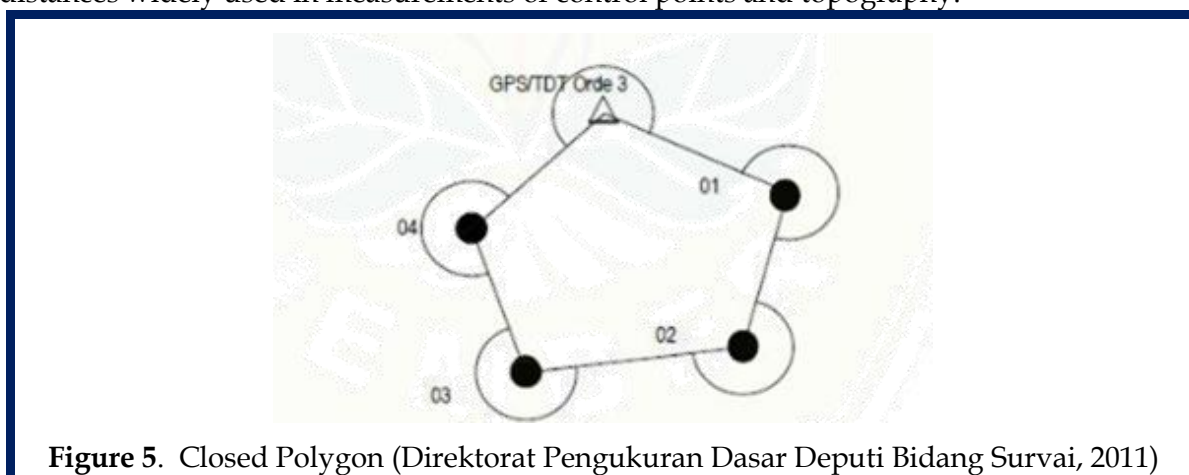 distances widely used in measurements of control points and topography.
GPS/TDT Orde 3
01
04
02
03
Figure 5. Closed Polygon (Direktorat Pengukuran Dasar Deputi Bidang Survai, 2011)